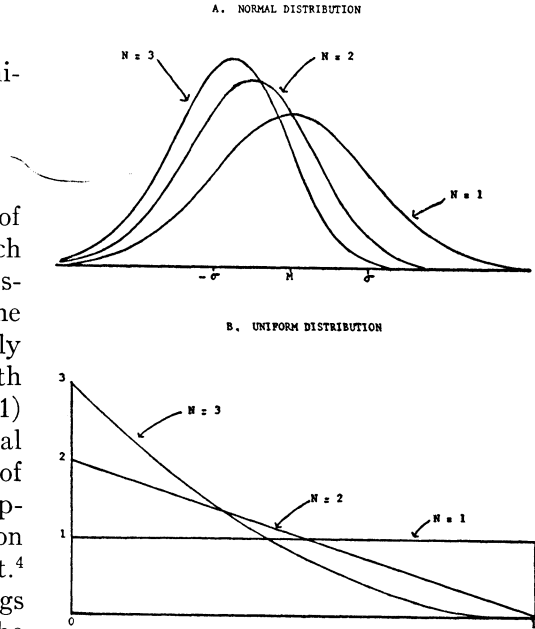 i-
of
ch
s-
ne
ly
th
1)
al
of
p-
on
t.⁴
gs
A. NORMAL DISTRIBUTION
N = 3
N = 2
N = 1
-σ M σ
B. UNIFORM DISTRIBUTION
3
N = 3
2
N = 2
N = 1
1
0